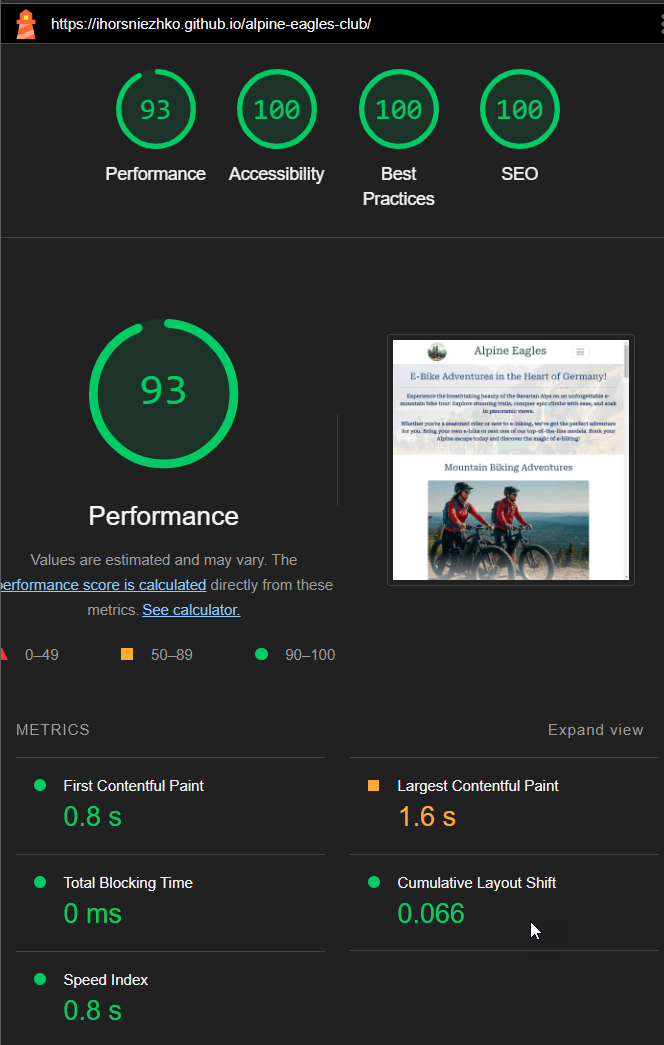 https://ihorsniezhko.github.io/alpine-eagles-club/
93
100
100
100
Performance
Accessibility
Best
Practices
SEO
93
Performance
Values are estimated and may vary. The
performance score is calculated directly from these
metrics. See calculator.
0–49
50–89
90–100
Alpine Eagles
E-Bike Adventures in the Heart of Germany!
Experience the breathtaking beauty of the Bavarian Alps on an unforgettable e-
mountain bike tour! Explore stunning trails, conquer epic climbs with ease, and soak
in panoramic views.
Whether you're a seasoned rider or new to e-biking, we've got the perfect adventure
for you. Bring your own e-bike or rent one of our top-of-the-line models. Book your
Alpine escape today and discover the magic of e-biking!
Mountain Biking Adventures
METRICS
Expand view
First Contentful Paint
0.8 s
Largest Contentful Paint
1.6 s
Total Blocking Time
0 ms
Cumulative Layout Shift
0.066
Speed Index
0.8 s